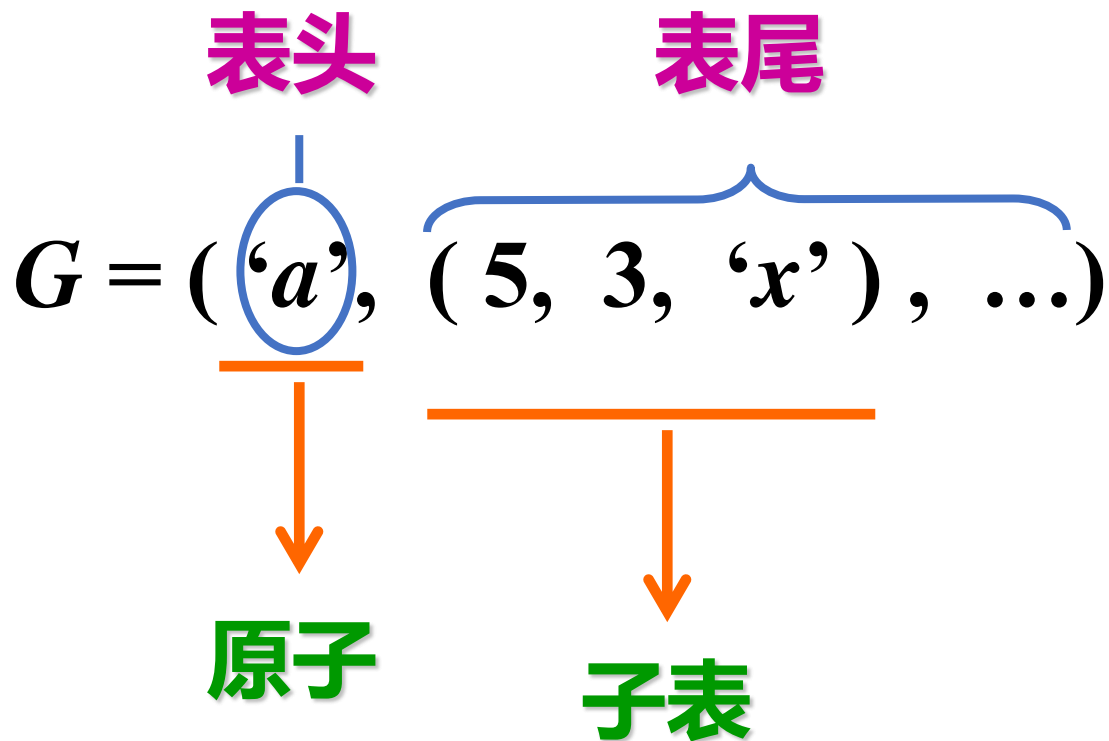 表头 表尾
G = ( ‘a’, ( 5, 3, ‘x’ ) , …)
原子
子表